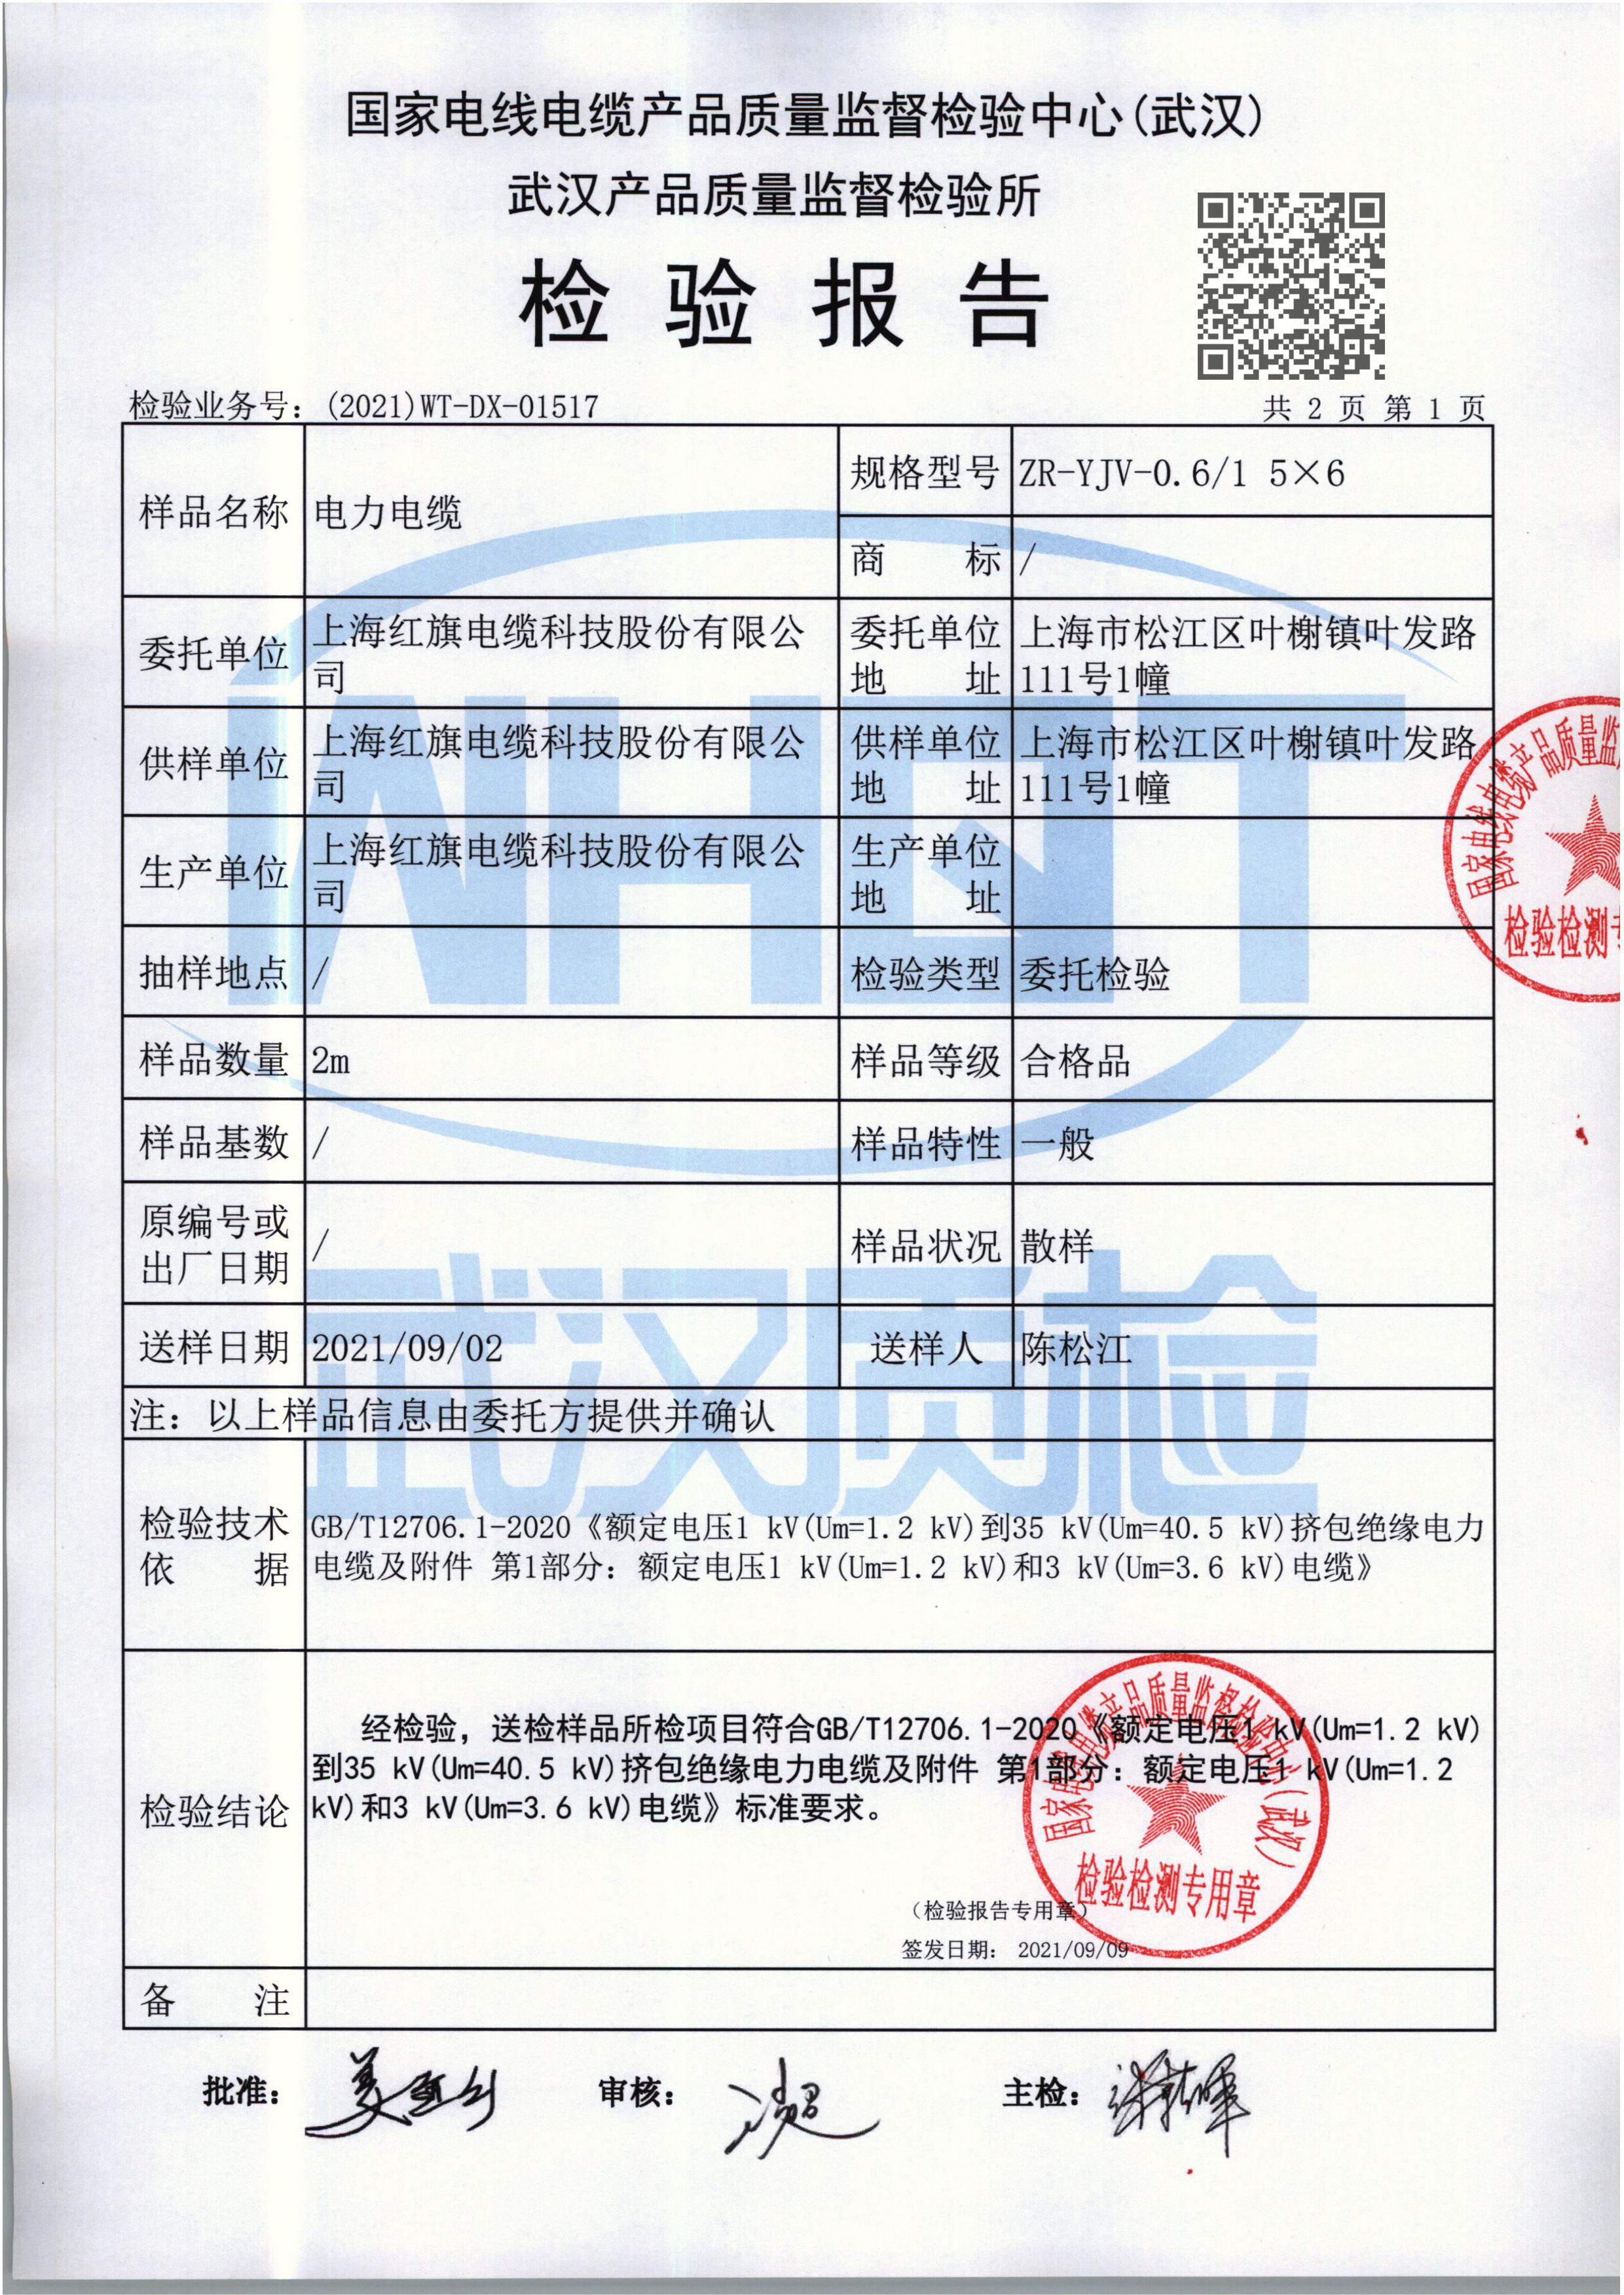 国家电线电缆产品质量监督检验中心(武汉)
武汉产品质量监督检验所
检 验 报 告
检验业务号: (2021)WT-DX-01517
共 2 页 第 1 页
样品名称
电力电缆
规格型号
ZR-YJV-0.6/1 5×6
商 标
/
委托单位
上海红旗电缆科技股份有限公
司
委托单位
地 址
上海市松江区叶榭镇叶发路
111号1幢
供样单位
上海红旗电缆科技股份有限公
司
供样单位
地 址
上海市松江区叶榭镇叶发路
111号1幢
生产单位
上海红旗电缆科技股份有限公
司
生产单位
地 址
抽样地点
/
检验类型
委托检验
样品数量
2m
样品等级
合格品
样品基数
/
样品特性
一般
原编号或
出厂日期
/
样品状况
散样
送样日期
2021/09/02
送样人
陈松江
注: 以上样品信息由委托方提供并确认
检验技术
依 据
GB/T12706.1-2020《额定电压1 kV(Um=1.2 kV)到35 kV(Um=40.5 kV)挤包绝缘电力
电缆及附件 第1部分: 额定电压1 kV(Um=1.2 kV)和3 kV(Um=3.6 kV)电缆》
检验结论
经检验, 送检样品所检项目符合GB/T12706.1-2020《额定电压1 kV(Um=1.2 kV)
到35 kV(Um=40.5 kV)挤包绝缘电力电缆及附件 第1部分: 额定电压1 kV(Um=1.2
kV)和3 kV(Um=3.6 kV)电缆》标准要求。
(检验报告专用章)
签发日期: 2021/09/09
备 注
批准:
审核:
主检:
国家电线电缆产品质量监督检验中心(武汉)
检验检测专用章
国家电线电缆产品质量监
检验检测专
WHQT
武汉质检